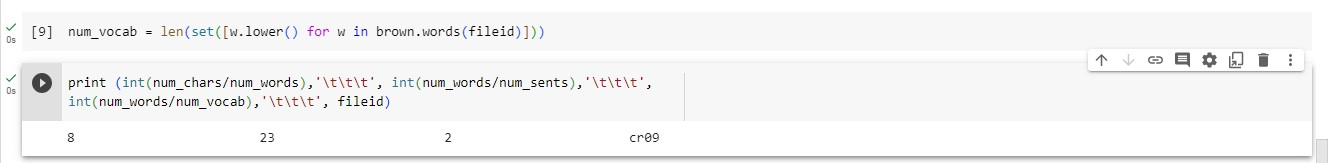 [9] num_vocab = len(set([w.lower() for w in brown.words(fileid)]))
0s
print (int(num_chars/num_words),'\t\t\t', int(num_words/num_sents),'\t\t\t',
0s
int(num_words/num_vocab),'\t\t\t', fileid)
8 23 2 cr09